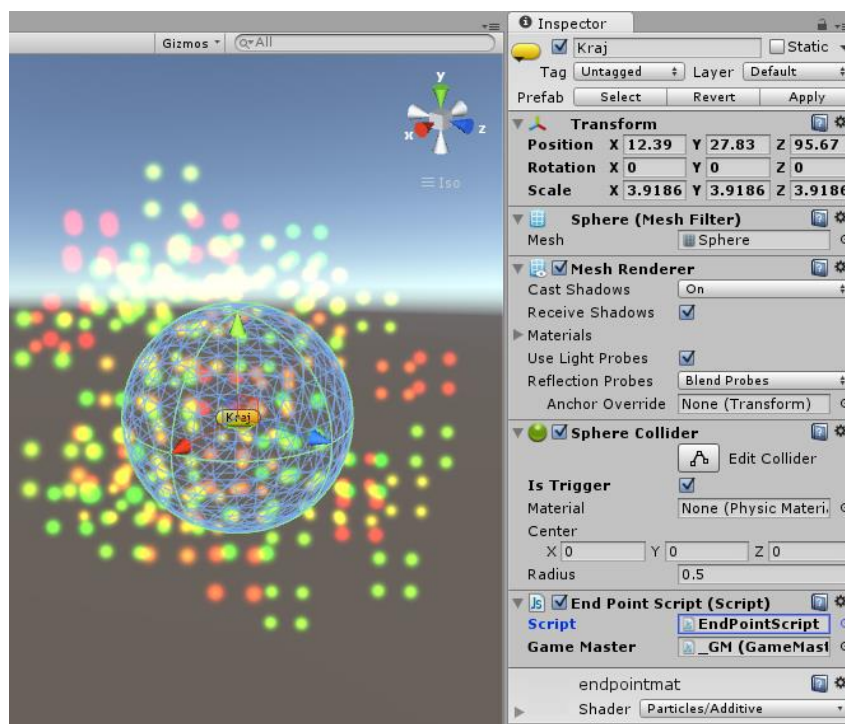 Gizmos
All
y
x
z
Iso
Kraj
Inspector
Kraj
Static
Tag Untagged Layer Default
Prefab Select Revert Apply
Transform
Position X 12.39 Y 27.83 Z 95.67
Rotation X 0 Y 0 Z 0
Scale X 3.9186 Y 3.9186 Z 3.9186
Sphere (Mesh Filter)
Mesh Sphere
Mesh Renderer
Cast Shadows On
Receive Shadows
Materials
Use Light Probes
Reflection Probes Blend Probes
Anchor Override None (Transform)
Sphere Collider
Edit Collider
Is Trigger
Material None (Physic Materi
Center
X 0 Y 0 Z 0
Radius 0.5
Js End Point Script (Script)
Script EndPointScript
Game Master _GM (GameMast
endpointmat
Shader Particles/Additive